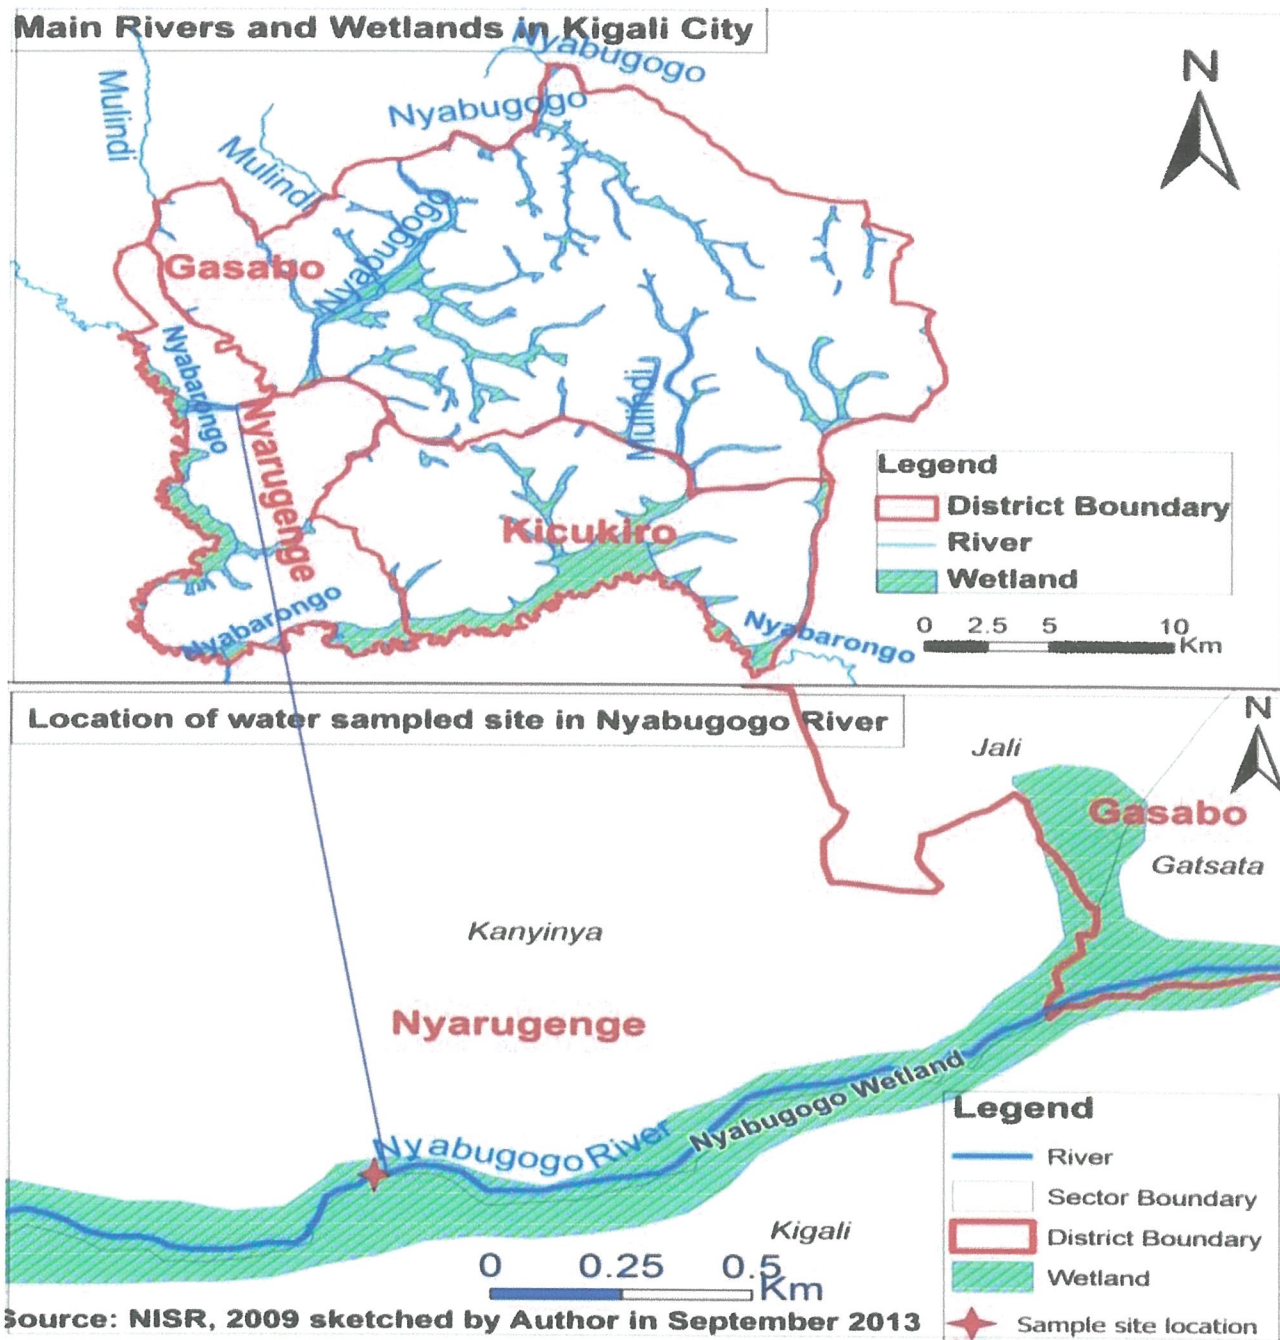 Main Rivers and Wetlands in Kigali City
N
Nyabugogo
Nyabugogo
Mulindi
Mulindi
Nyabugogo
Gasabo
Nyabarongo
Nyarugenge
Mulindi
Kicukiro
Nyabarongo
Nyabarongo
Legend
District Boundary
River
Wetland
0 2.5 5 10
Km
Location of water sampled site in Nyabugogo River
N
Jali
Gasabo
Gatsata
Kanyinya
Nyarugenge
Nyabugogo Wetland
Nyabugogo River
Kigali
Legend
River
Sector Boundary
District Boundary
Wetland
Sample site location
0 0.25 0.5
Km
Source: NISR, 2009 sketched by Author in September 2013